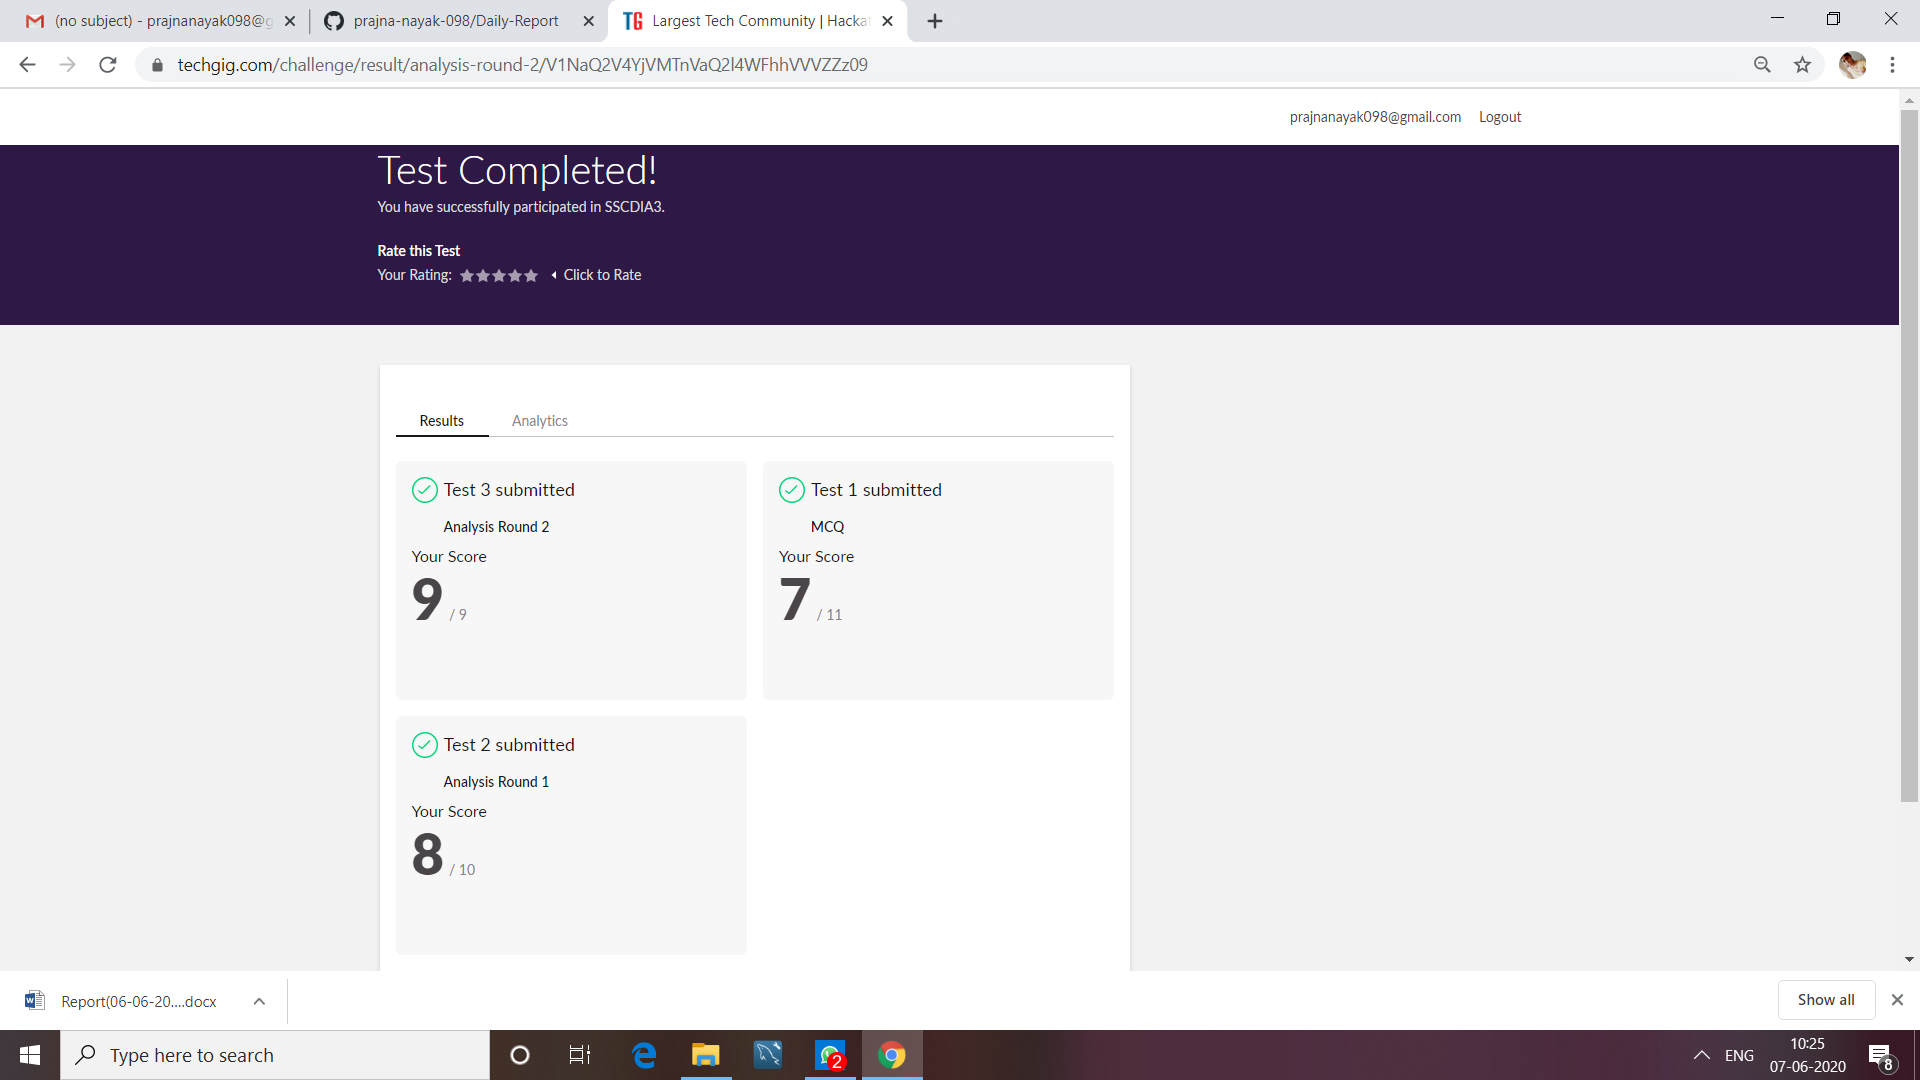 (no subject) - prajnanayak098@g
prajna-nayak-098/Daily-Report
TG Largest Tech Community | Hacka
techgig.com/challenge/result/analysis-round-2/V1NaQ2V4YjVMTnVaQ2l4WFhhVVVZZz09
prajnanayak098@gmail.com Logout
Test Completed!
You have successfully participated in SSCDIA3.
Rate this Test
Your Rating: Click to Rate
Results Analytics
Test 3 submitted
Analysis Round 2
Your Score
9 / 9
Test 1 submitted
MCQ
Your Score
7 / 11
Test 2 submitted
Analysis Round 1
Your Score
8 / 10
Report(06-06-20....docx
Show all
Type here to search
2
ENG
10:25
07-06-2020
8